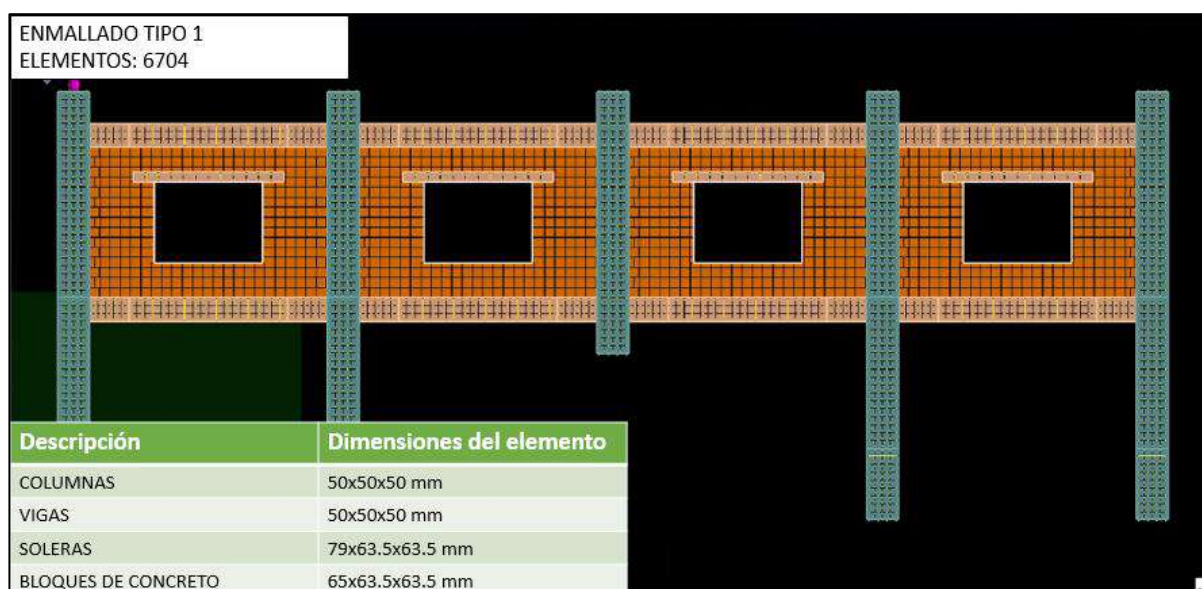 ENMALLADO TIPO 1
ELEMENTOS: 6704
Descripción Dimensiones del elemento
COLUMNAS 50x50x50 mm
VIGAS 50x50x50 mm
SOLERAS 79x63.5x63.5 mm
BLOQUES DE CONCRETO 65x63.5x63.5 mm